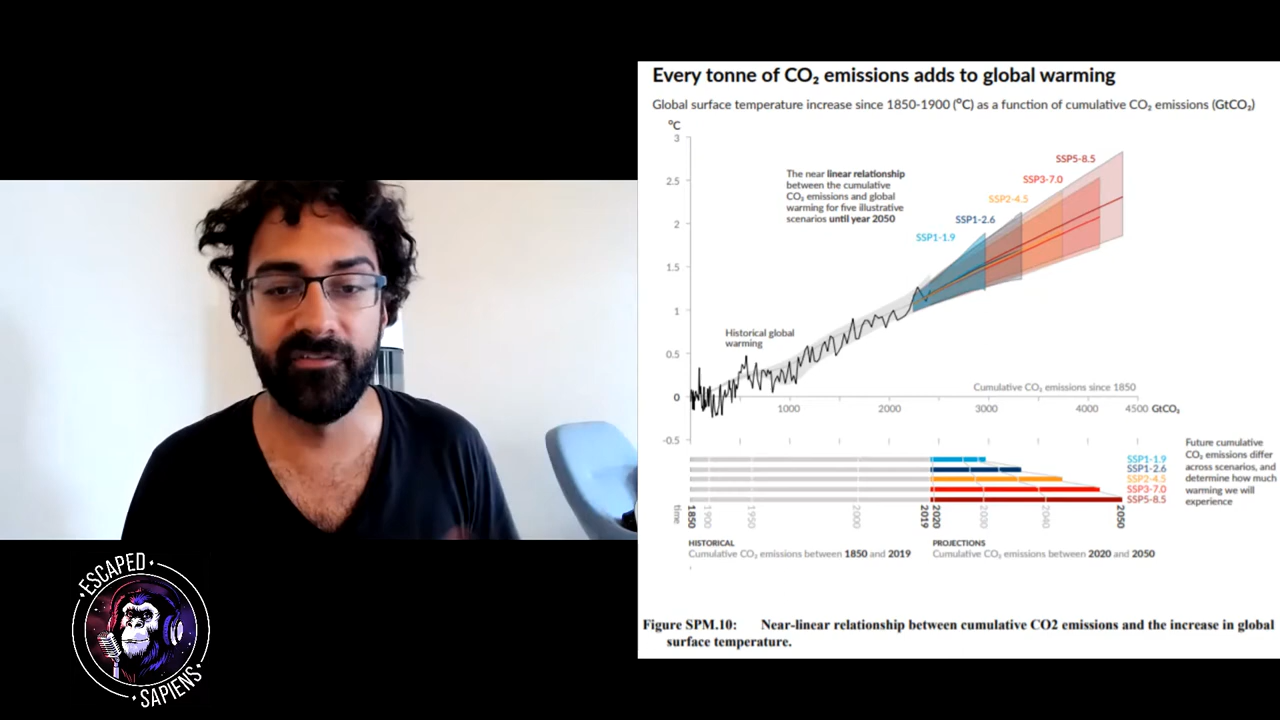 Every tonne of CO₂ emissions adds to global warming
Global surface temperature increase since 1850-1900 (°C) as a function of cumulative CO₂ emissions (GtCO₂)
°C
3
2.5
2
1.5
1
0.5
0
-0.5
The near linear relationship
between the cumulative
CO₂ emissions and global
warming for five illustrative
scenarios until year 2050
SSP5-8.5
SSP3-7.0
SSP2-4.5
SSP1-2.6
SSP1-1.9
Historical global
warming
Cumulative CO₂ emissions since 1850
1000 2000 3000 4000 4500 GtCO₂
SSP1-1.9
SSP1-2.6
SSP2-4.5
SSP3-7.0
SSP5-8.5
Future cumulative
CO₂ emissions differ
across scenarios, and
determine how much
warming we will
experience
time 1850 1900 1950 2000 2019 2020 2030 2040 2050
HISTORICAL
Cumulative CO₂ emissions between 1850 and 2019
PROJECTIONS
Cumulative CO₂ emissions between 2020 and 2050
Figure SPM.10: Near-linear relationship between cumulative CO2 emissions and the increase in global
surface temperature.
ESCAPED
SAPIENS